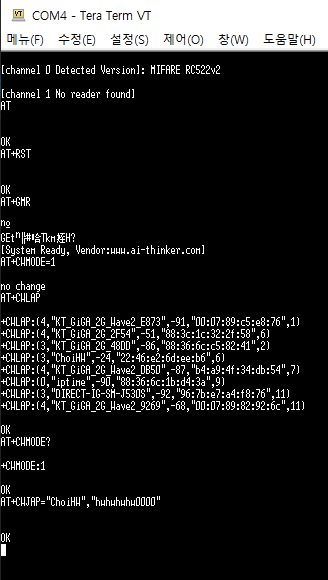 COM4 - Tera Term VT
메뉴(F) 수정(E) 설정(S) 제어(O) 창(W) 도움말(H)
[channel 0 Detected Version]: MIFARE RC522v2
[channel 1 No reader found]
AT
OK
AT+RST
OK
AT+GMR
no
[System Ready, Vendor:www.ai-thinker.com]
AT+CWMODE=1
no change
AT+CWLAP
+CWLAP:(4,"KT_GiGA_2G_Wave2_E873",-91,"00:07:89:c5:e8:76",1)
+CWLAP:(4,"KT_GiGA_2G_2F54",-51,"88:3c:1c:32:2f:58",6)
+CWLAP:(3,"KT_GiGA_2G_48DD",-86,"88:36:6c:c5:82:41",2)
+CWLAP:(3,"ChoiHW",-24,"22:46:e2:6d:ee:b6",6)
+CWLAP:(4,"KT_GiGA_2G_Wave2_DB50",-87,"b4:a9:4f:34:db:54",7)
+CWLAP:(0,"iptime",-90,"88:36:6c:1b:d4:3a",9)
+CWLAP:(3,"DIRECT-IG-SM-J530S",-92,"96:7b:e7:a4:f8:76",11)
+CWLAP:(4,"KT_GiGA_2G_Wave2_9269",-68,"00:07:89:82:92:6c",11)
OK
AT+CWMODE?
+CWMODE:1
OK
AT+CWJAP="ChoiHW","hwhwhwhw0000"
OK